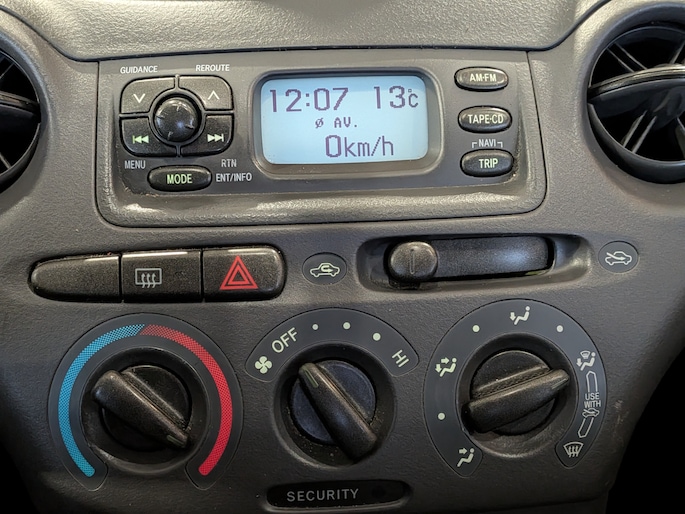 GUIDANCE REROUTE
12:07 13°C
Ø AV.
0km/h
MENU RTN
MODE ENT/INFO
AM·FM
TAPE·CD
NAVI
TRIP
OFF
HI
USE
WITH
SECURITY